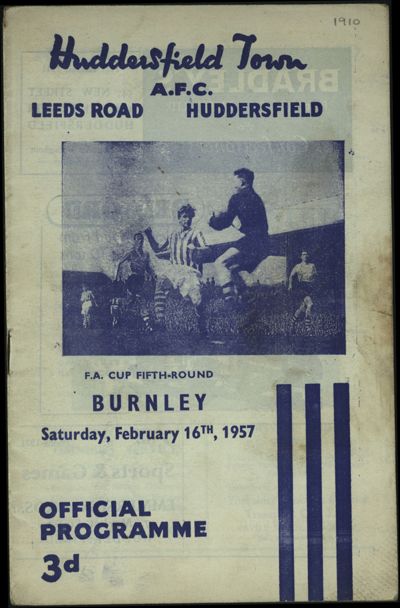 1910
Huddersfield Town
A.F.C.
LEEDS ROAD HUDDERSFIELD
F.A. CUP FIFTH-ROUND
BURNLEY
Saturday, February 16TH, 1957
OFFICIAL
PROGRAMME
3d